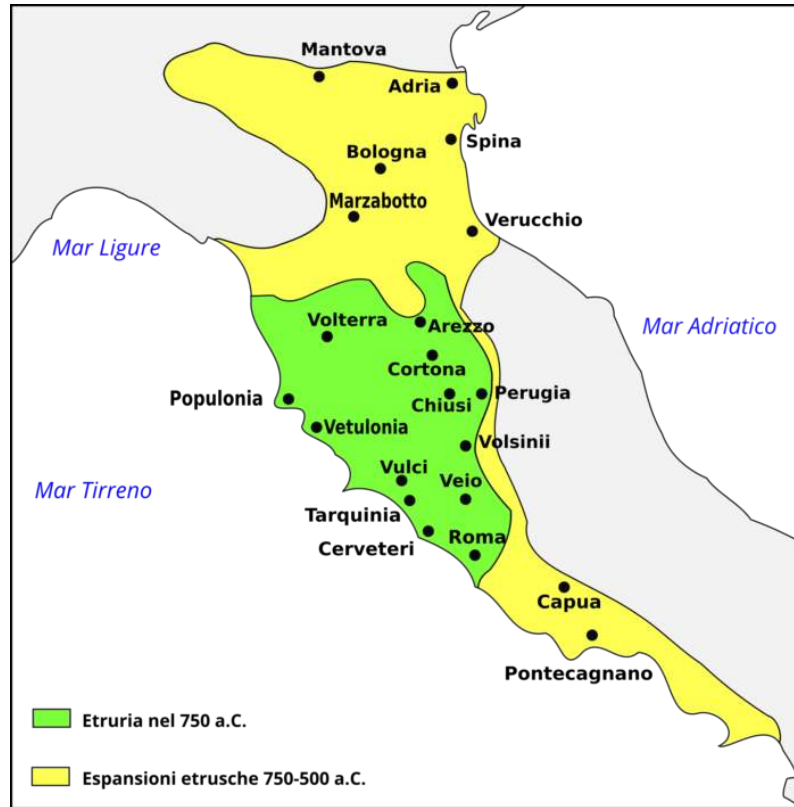 Mantova
Adria
Spina
Bologna
Marzabotto
Verucchio
Mar Ligure
Mar Adriatico
Volterra
Arezzo
Cortona
Populonia
Chiusi
Perugia
Vetulonia
Volsinii
Vulci
Veio
Mar Tirreno
Tarquinia
Cerveteri
Roma
Capua
Pontecagnano
Etruria nel 750 a.C.
Espansioni etrusche 750-500 a.C.